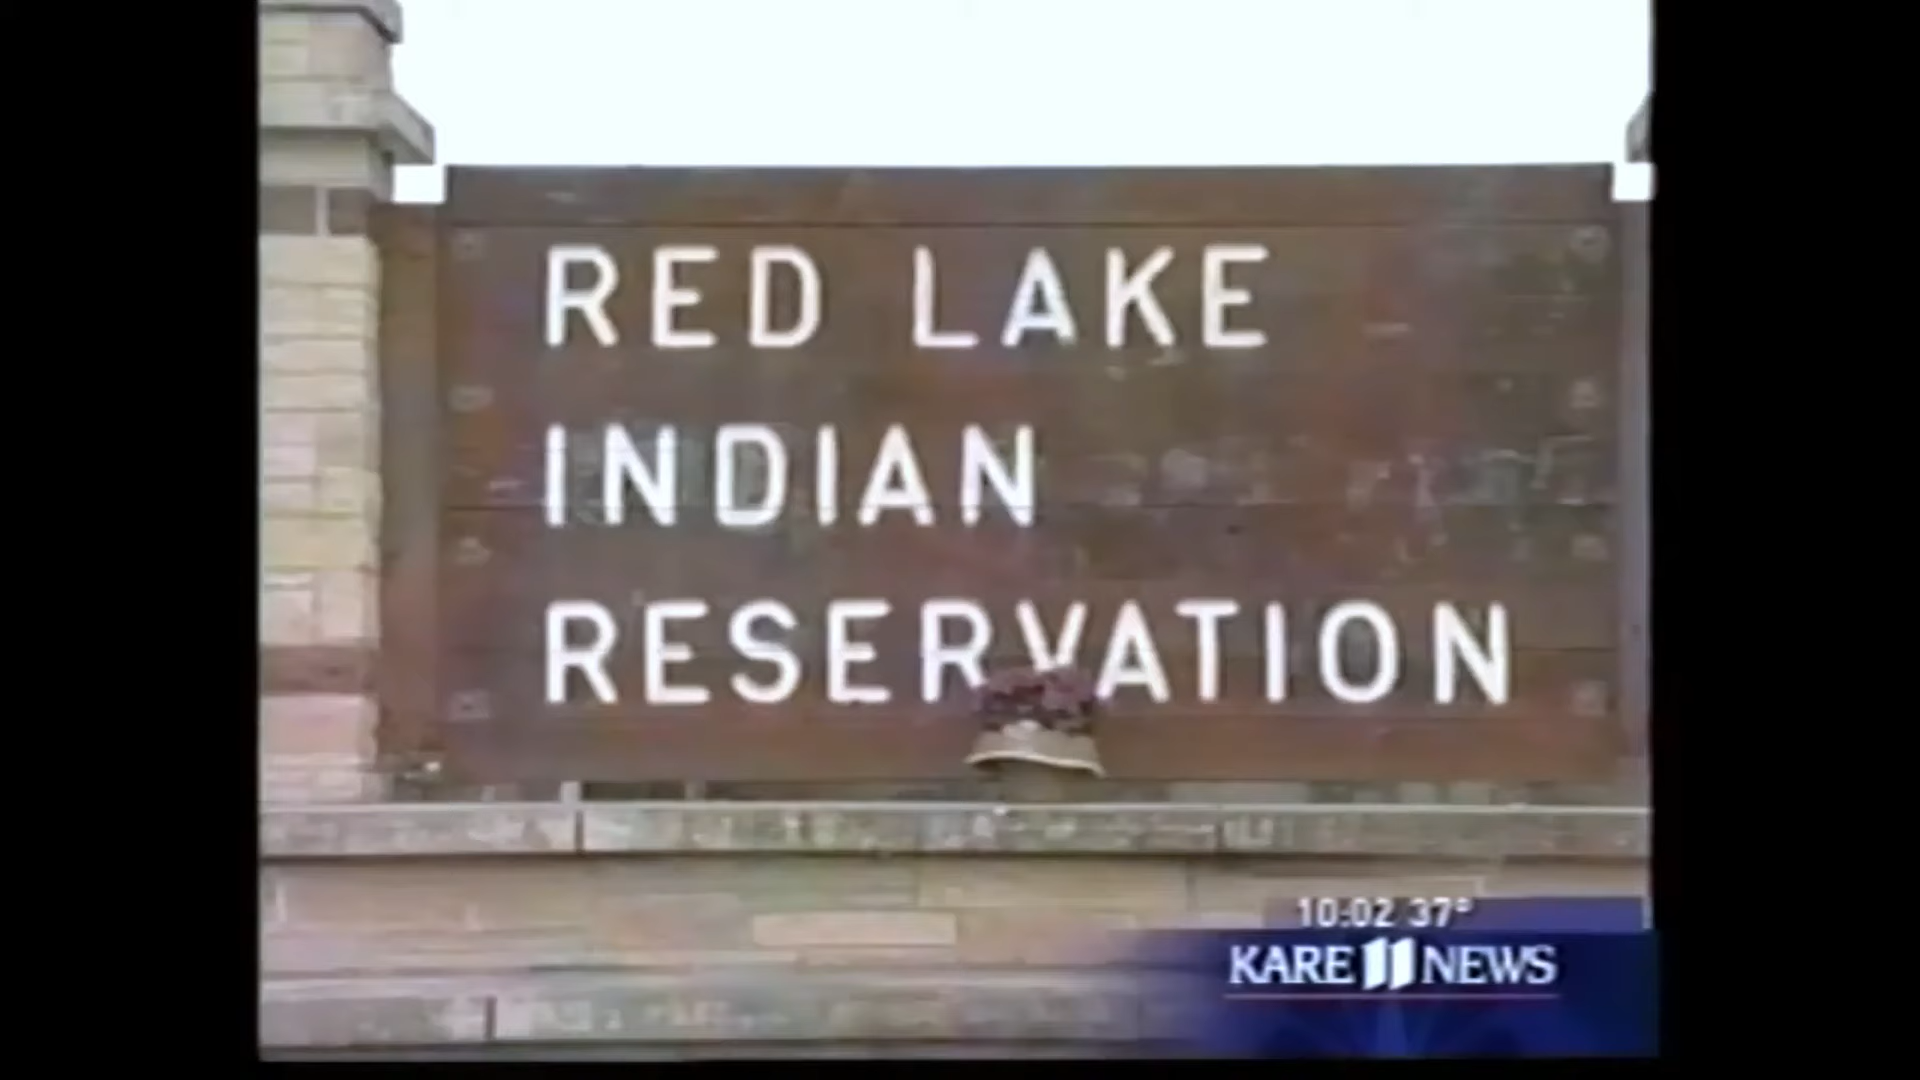 RED LAKE
INDIAN
RESERVATION
10:02 37°
KARE 11 NEWS